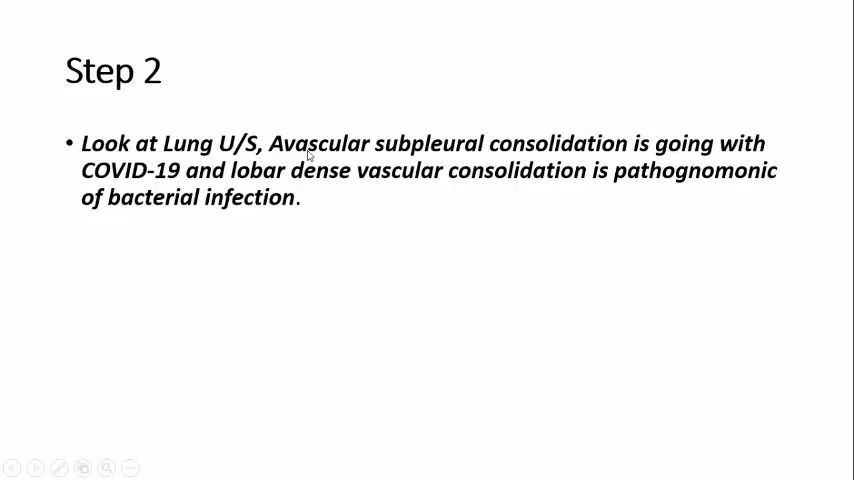 Step 2
• Look at Lung U/S, Avascular subpleural consolidation is going with
COVID-19 and lobar dense vascular consolidation is pathognomonic
of bacterial infection.